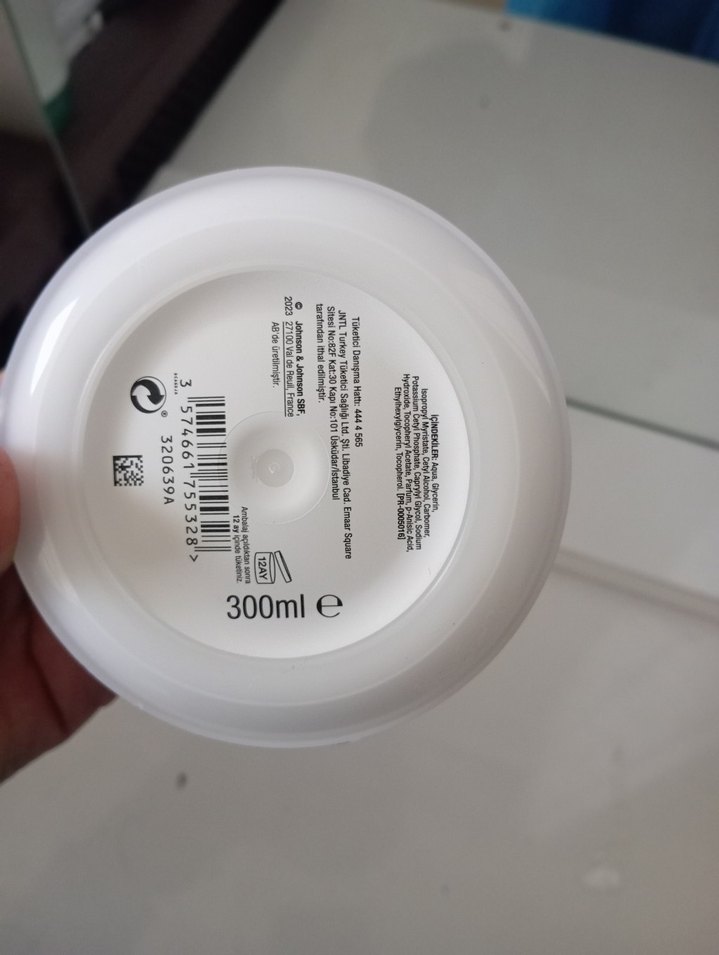 İÇİNDEKİLER: Aqua, Glycerin,
Isopropyl Myristate, Cetyl Alcohol, Carbomer,
Potassium Cetyl Phosphate, Caprylyl Glycol, Sodium
Hydroxide, Tocopheryl Acetate, Parfum, p-Anisic Acid,
Ethylhexylglycerin, Tocopherol. [PR-0005016]
Tüketici Danışma Hattı: 444 4 565
JNTL Turkey Tüketici Sağlığı Ltd. Şti. Libadiye Cad. Emaar Square
Sitesi No:82F Kat:30 Kapı No:101 Üsküdar/İstanbul
tarafından ithal edilmiştir.
© Johnson & Johnson SBF,
2023 27100 Val de Reuil, France
AB'de üretilmiştir.
12AY
Ambalaj açıldıktan sonra
12 ay içinde tüketiniz.
300ml e
3 574661 755328 >
320639A